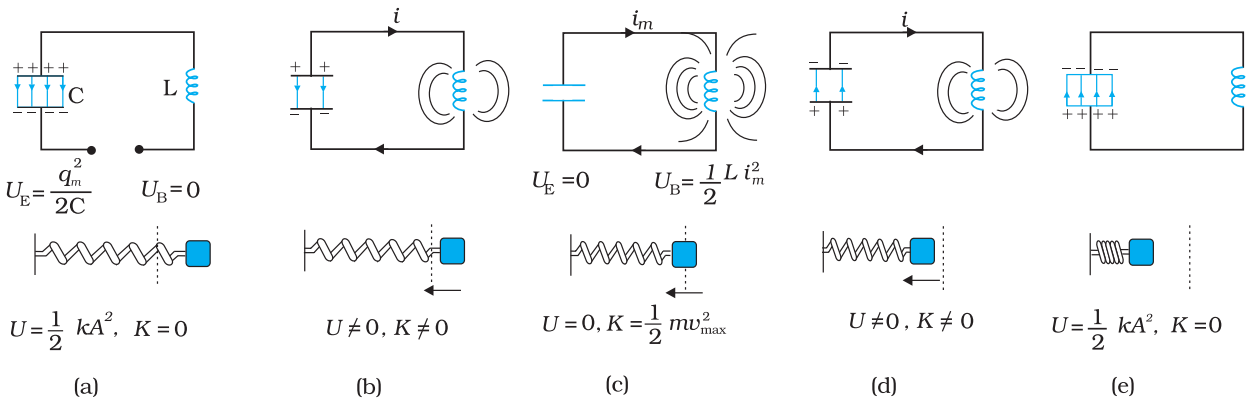 i
i_m
i
+ + + +
C
L
− − − −
+ +
− −
− −
+ +
− − − −
+ + + +
U_E = q_m^2 / 2C
U_B = 0
U_E = 0
U_B = 1/2 L i_m^2
U = 1/2 kA^2, K = 0
U ≠ 0, K ≠ 0
U = 0, K = 1/2 mv_max^2
U ≠ 0, K ≠ 0
U = 1/2 kA^2, K = 0
(a)
(b)
(c)
(d)
(e)